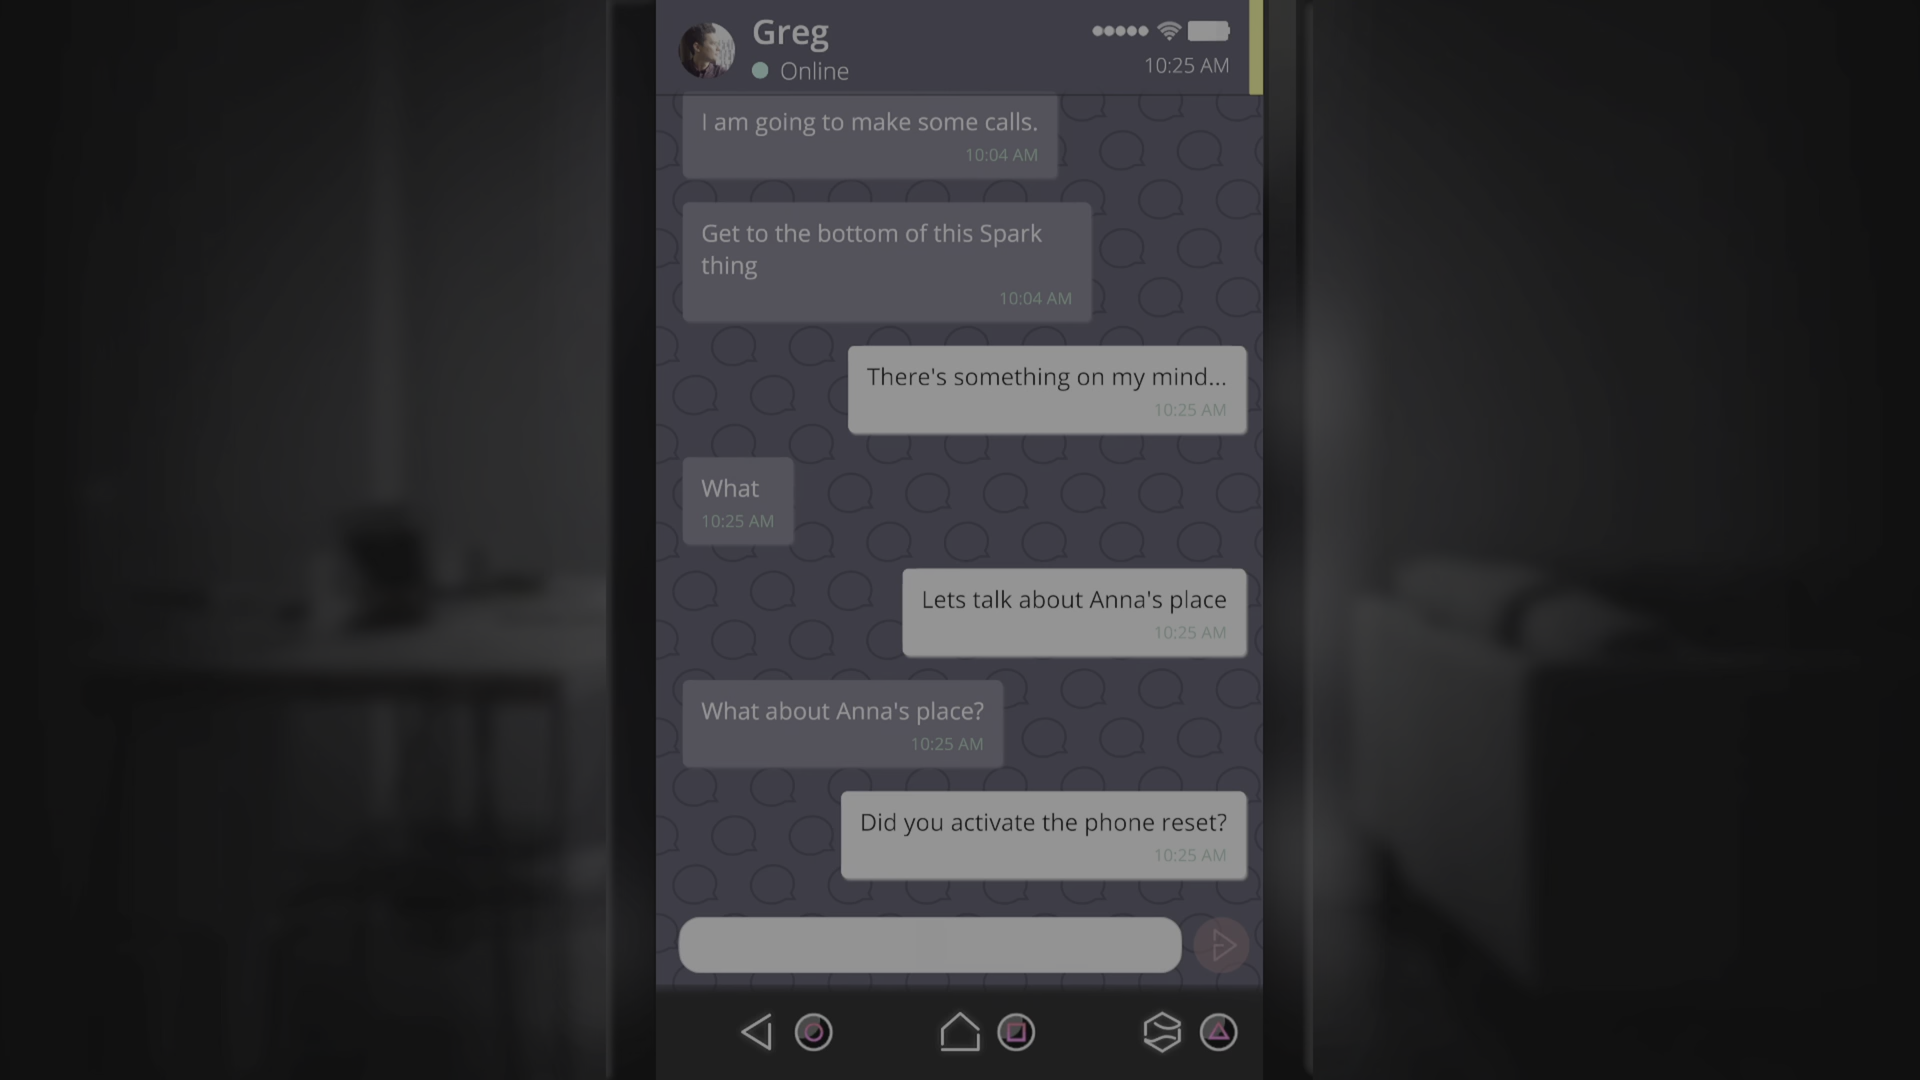 Greg
Online
10:25 AM
I am going to make some calls.
10:04 AM
Get to the bottom of this Spark
thing
10:04 AM
There's something on my mind...
10:25 AM
What
10:25 AM
Lets talk about Anna's place
10:25 AM
What about Anna's place?
10:25 AM
Did you activate the phone reset?
10:25 AM